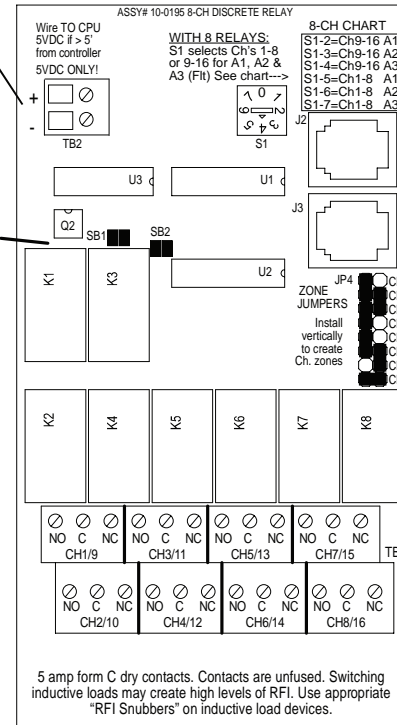 ASSY# 10-0195 8-CH DISCRETE RELAY
Wire TO CPU
5VDC if > 5'
from controller
5VDC ONLY!
+
-
TB2
WITH 8 RELAYS:
S1 selects Ch's 1-8
or 9-16 for A1, A2 &
A3 (Flt) See chart--->
S1
8-CH CHART
S1-2=Ch9-16 A1
S1-3=Ch9-16 A2
S1-4=Ch9-16 A3
S1-5=Ch1-8 A1
S1-6=Ch1-8 A2
S1-7=Ch1-8 A3
J2
U3
U1
Q2
SB1
SB2
J3
U2
K1
K3
JP4
ZONE
JUMPERS
Install
vertically
to create
Ch. zones
K2
K4
K5
K6
K7
K8
NO C NC NO C NC NO C NC NO C NC
CH1/9 CH3/11 CH5/13 CH7/15
NO C NC NO C NC NO C NC NO C NC
CH2/10 CH4/12 CH6/14 CH8/16
5 amp form C dry contacts. Contacts are unfused. Switching
inductive loads may create high levels of RFI. Use appropriate
“RFI Snubbers” on inductive load devices.